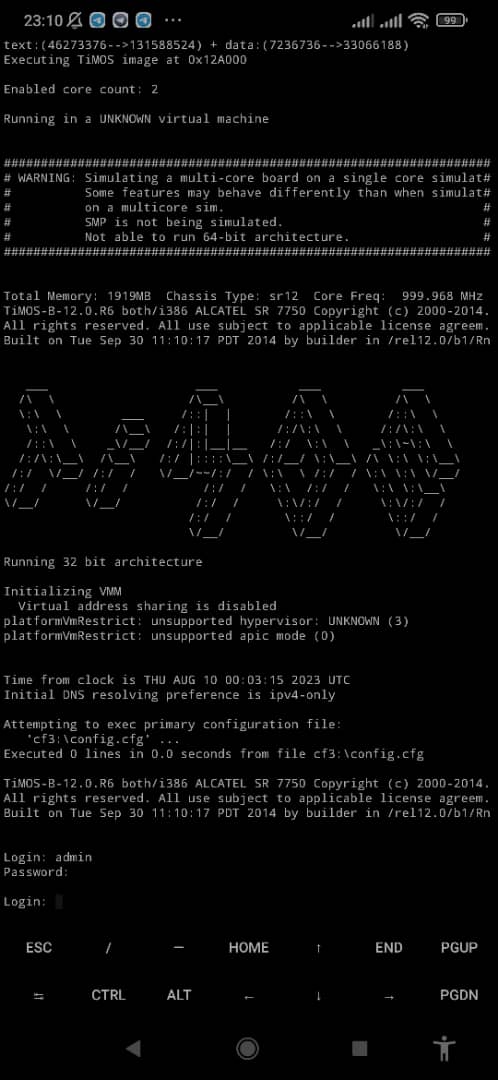 23:10
99
text:(46273376-->131588524) + data:(7236736-->33066188)
Executing TiMOS image at 0x12A000
Enabled core count: 2
Running in a UNKNOWN virtual machine
###################################################################
# WARNING: Simulating a multi-core board on a single core simulat#
#          Some features may behave differently than when simulat#
#          on a multicore sim.                                   #
#          SMP is not being simulated.                           #
#          Not able to run 64-bit architecture.                  #
###################################################################
Total Memory: 1919MB  Chassis Type: sr12  Core Freq:  999.968 MHz
TiMOS-B-12.0.R6 both/i386 ALCATEL SR 7750 Copyright (c) 2000-2014.
All rights reserved. All use subject to applicable license agreem.
Built on Tue Sep 30 11:10:17 PDT 2014 by builder in /rel12.0/b1/Rn
Running 32 bit architecture
Initializing VMM
  Virtual address sharing is disabled
platformVmRestrict: unsupported hypervisor: UNKNOWN (3)
platformVmRestrict: unsupported apic mode (0)
Time from clock is THU AUG 10 00:03:15 2023 UTC
Initial DNS resolving preference is ipv4-only
Attempting to exec primary configuration file:
   'cf3:\config.cfg' ...
Executed 0 lines in 0.0 seconds from file cf3:\config.cfg
TiMOS-B-12.0.R6 both/i386 ALCATEL SR 7750 Copyright (c) 2000-2014.
All rights reserved. All use subject to applicable license agreem.
Built on Tue Sep 30 11:10:17 PDT 2014 by builder in /rel12.0/b1/Rn
Login: admin
Password:
Login:
ESC / — HOME ↑ END PGUP
⇆ CTRL ALT ← ↓ → PGDN